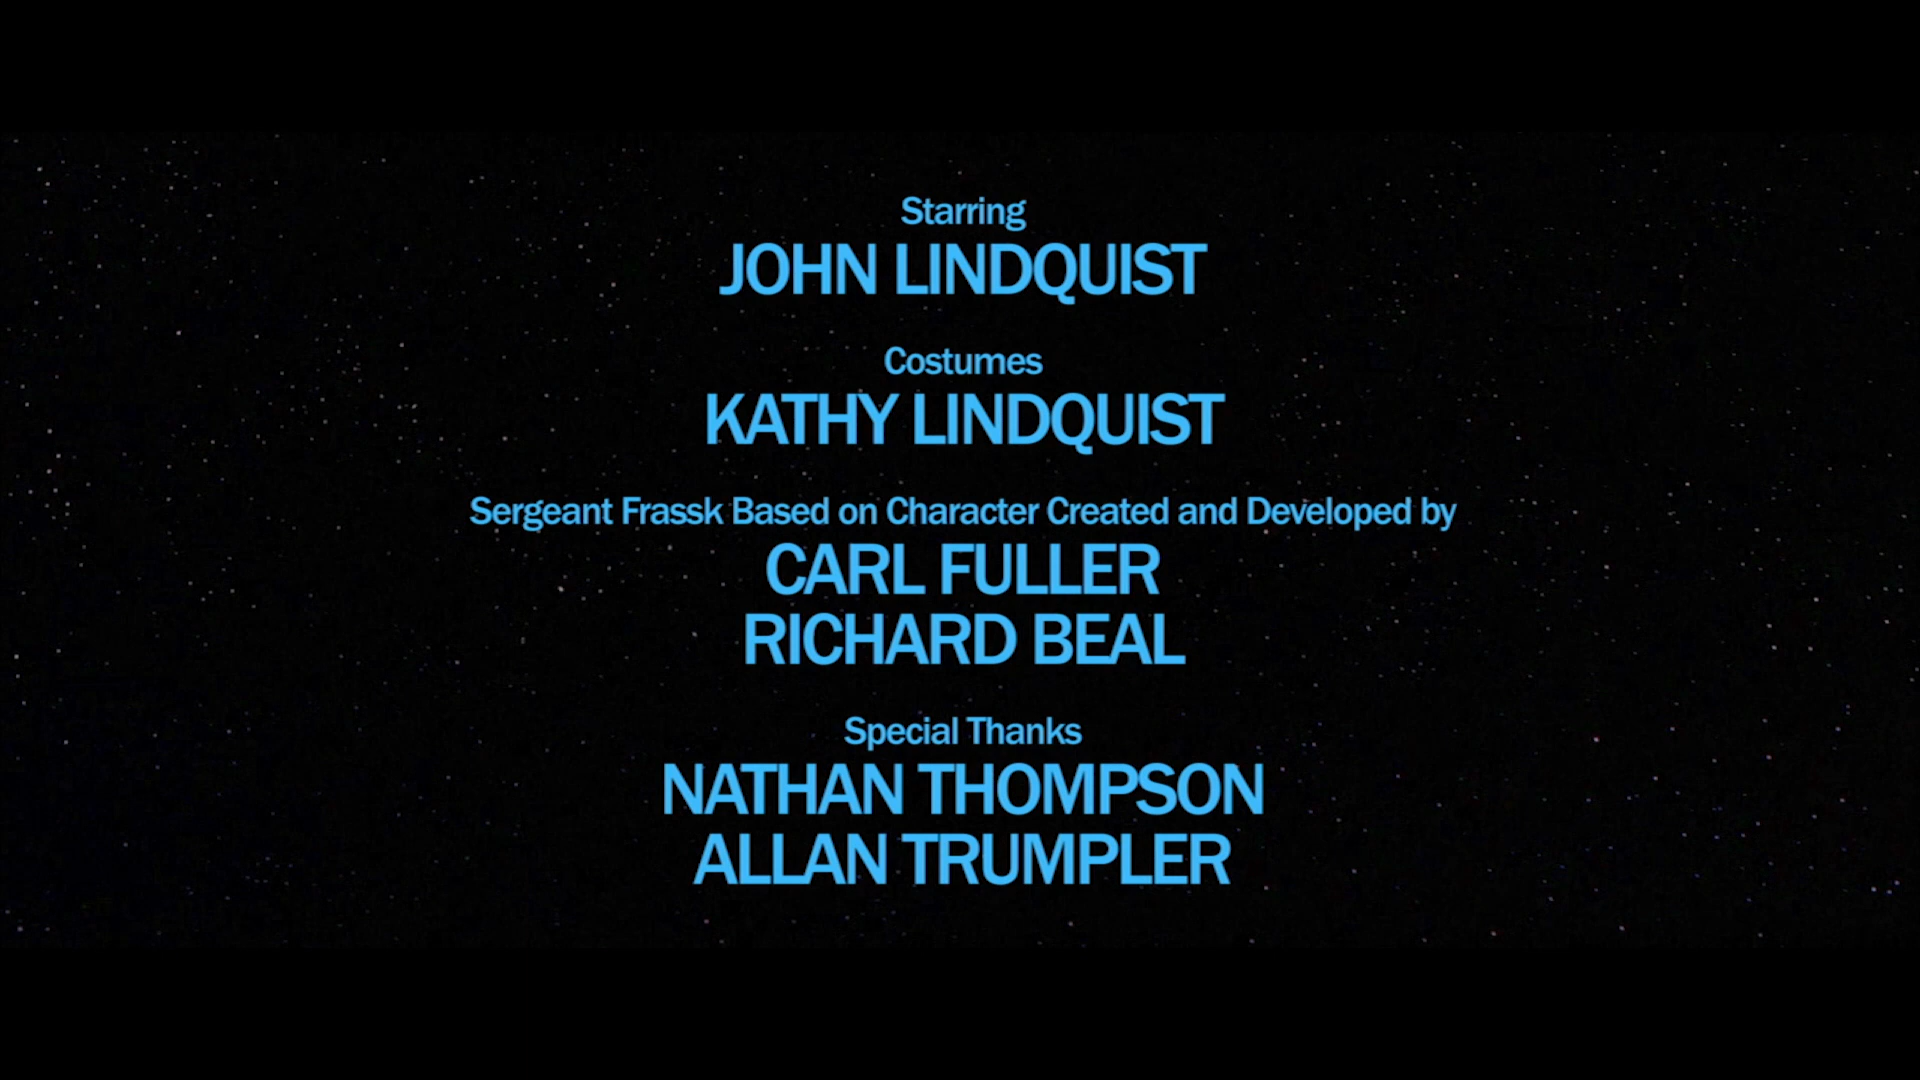 Starring
JOHN LINDQUIST
Costumes
KATHY LINDQUIST
Sergeant Frassk Based on Character Created and Developed by
CARL FULLER
RICHARD BEAL
Special Thanks
NATHAN THOMPSON
ALLAN TRUMPLER